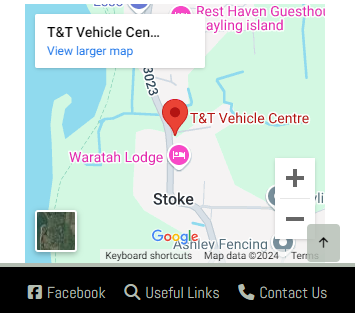 Rest Haven Guesthou
ayling island
T&T Vehicle Cen...
View larger map
3023
T&T Vehicle Centre
Waratah Lodge
Stoke
Google
Ashley Fencing
Keyboard shortcuts Map data ©2024 Terms
Facebook Useful Links Contact Us